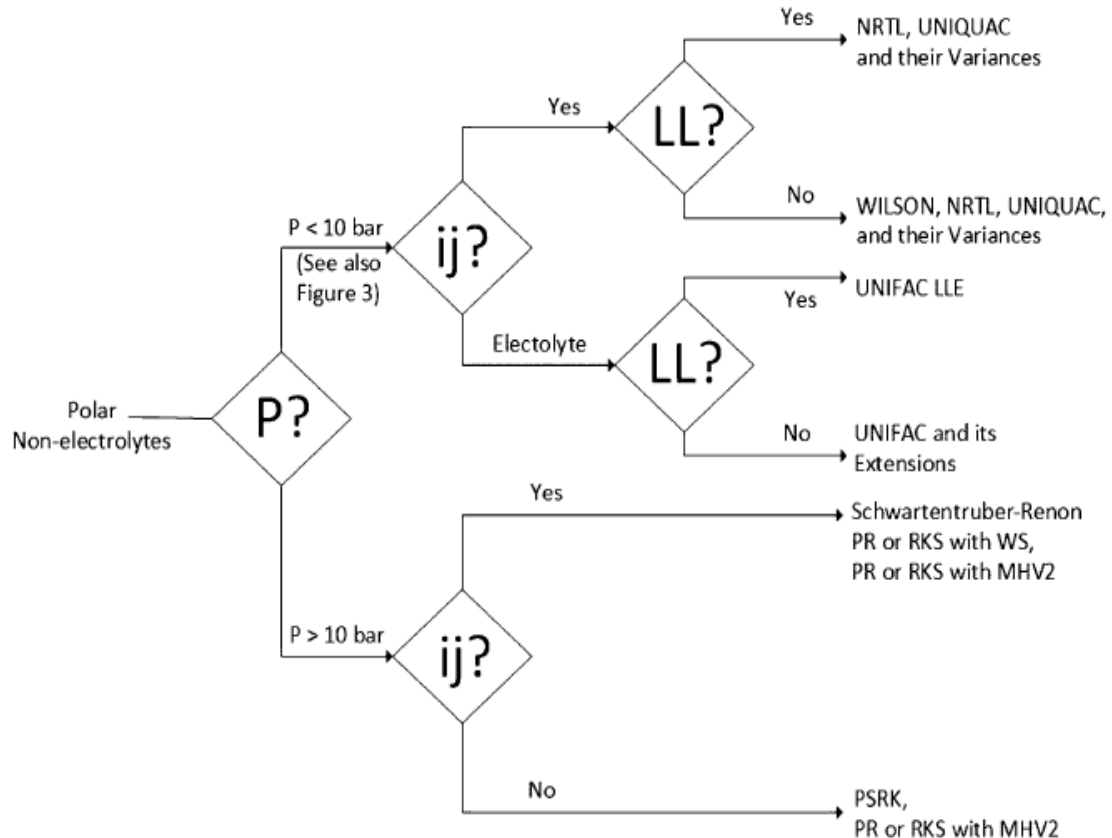 Yes
NRTL, UNIQUAC
and their Variances
Yes
LL?
No
WILSON, NRTL, UNIQUAC,
and their Variances
P < 10 bar
(See also
Figure 3)
ij?
Yes
UNIFAC LLE
Electolyte
LL?
Polar
Non-electrolytes
P?
No
UNIFAC and its
Extensions
Yes
Schwartentruber-Renon
PR or RKS with WS,
PR or RKS with MHV2
P > 10 bar
ij?
No
PSRK,
PR or RKS with MHV2